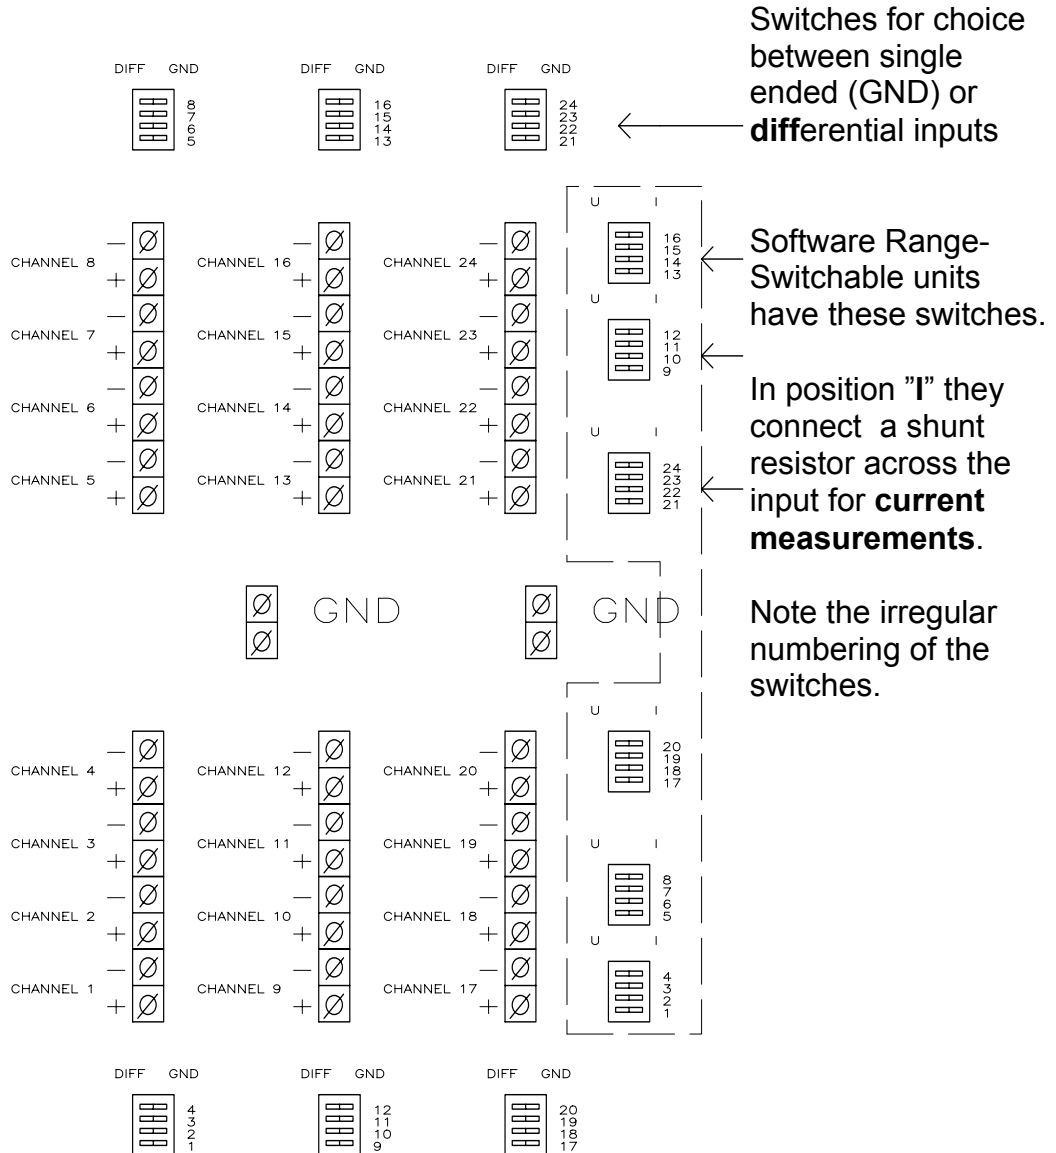 Switches for choice
between single
ended (GND) or
differential inputs
DIFF GND
8
7
6
5
DIFF GND
16
15
14
13
DIFF GND
24
23
22
21
CHANNEL 8
− +
CHANNEL 7
− +
CHANNEL 6
− +
CHANNEL 5
− +
CHANNEL 16
− +
CHANNEL 15
− +
CHANNEL 14
− +
CHANNEL 13
− +
CHANNEL 24
− +
CHANNEL 23
− +
CHANNEL 22
− +
CHANNEL 21
− +
U I
16
15
14
13
U I
12
11
10
9
U I
24
23
22
21
Software Range-
Switchable units
have these switches.
In position ”I” they
connect a shunt
resistor across the
input for current
measurements.
Note the irregular
numbering of the
switches.
GND
GND
CHANNEL 4
− +
CHANNEL 3
− +
CHANNEL 2
− +
CHANNEL 1
− +
CHANNEL 12
− +
CHANNEL 11
− +
CHANNEL 10
− +
CHANNEL 9
− +
CHANNEL 20
− +
CHANNEL 19
− +
CHANNEL 18
− +
CHANNEL 17
− +
U I
20
19
18
17
U I
8
7
6
5
U I
4
3
2
1
DIFF GND
4
3
2
1
DIFF GND
12
11
10
9
DIFF GND
20
19
18
17